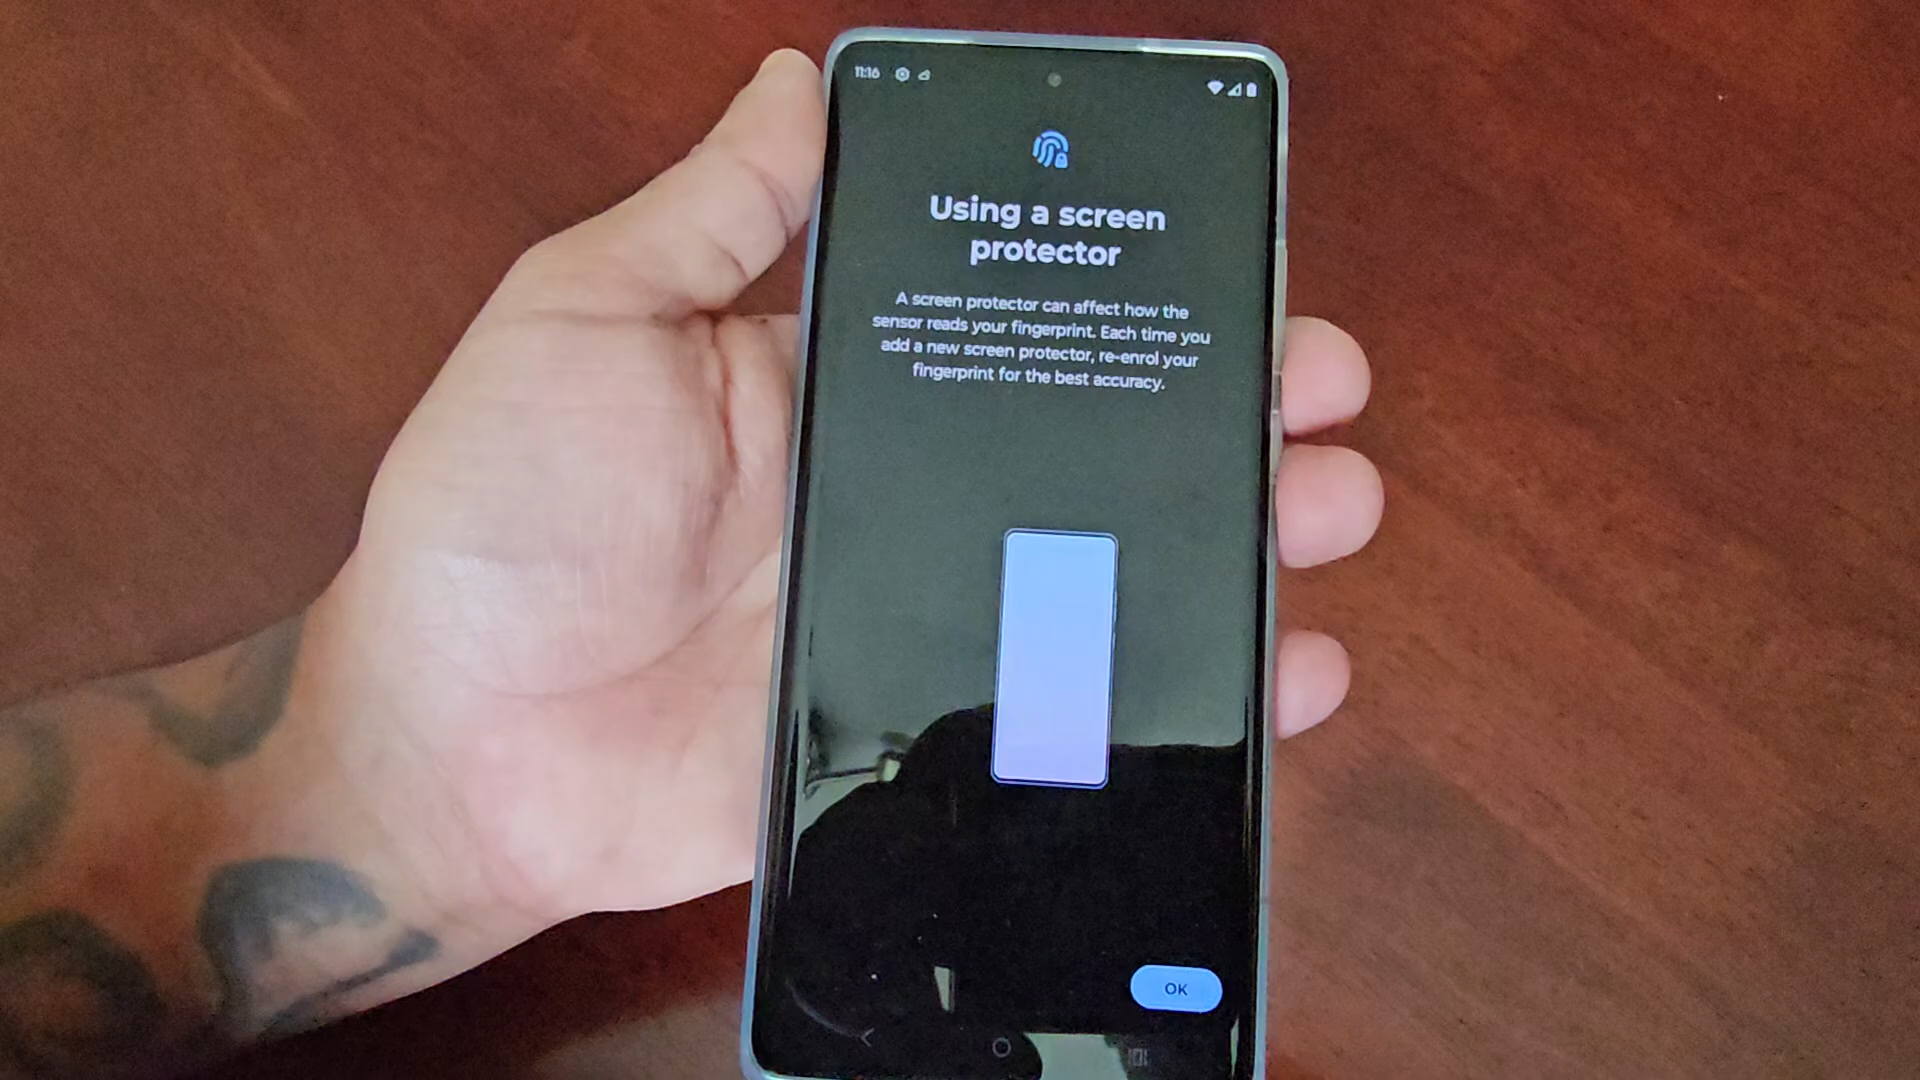 11:16
Using a screen
protector
A screen protector can affect how the
sensor reads your fingerprint. Each time you
add a new screen protector, re-enrol your
fingerprint for the best accuracy.
OK